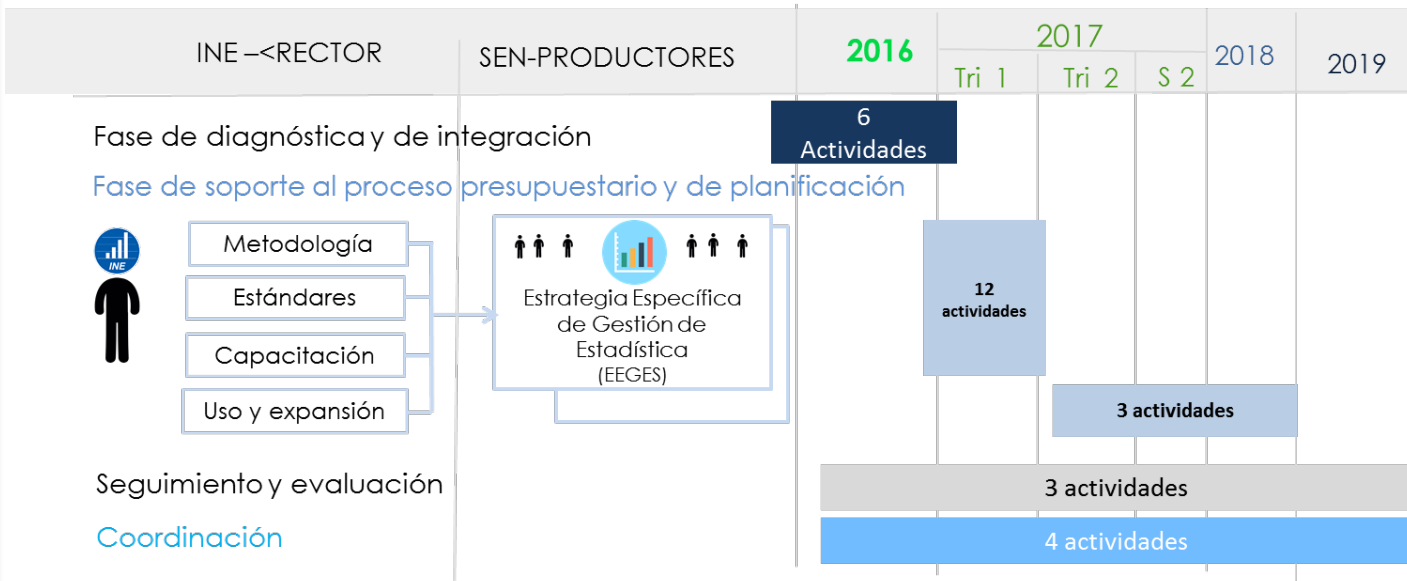 INE –<RECTOR
SEN-PRODUCTORES
2016
2017
Tri 1
Tri 2
S 2
2018
2019
Fase de diagnóstica y de integración
6
Actividades
Fase de soporte al proceso presupuestario y de planificación
INE
Metodología
Estándares
Capacitación
Uso y expansión
Estrategia Específica
de Gestión de
Estadística
(EEGES)
12
actividades
3 actividades
Seguimiento y evaluación
3 actividades
Coordinación
4 actividades